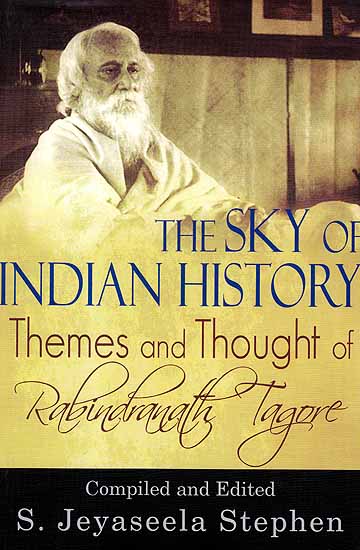 THE SKY OF
INDIAN HISTORY
Themes and Thought of
Rabindranath Tagore
Compiled and Edited
S. Jeyaseela Stephen